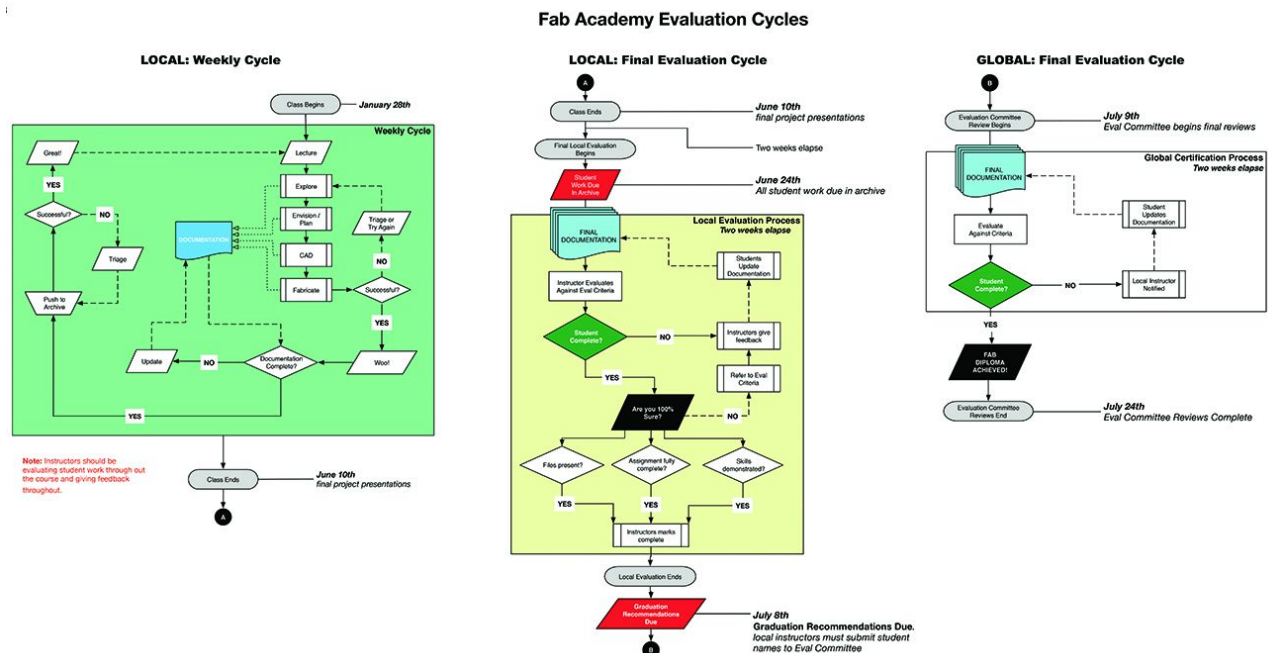 Fab Academy Evaluation Cycles
LOCAL: Weekly Cycle
Class Begins
January 28th
Weekly Cycle
Great!
Lecture
YES
Explore
Successful?
NO
Envision /
Plan
Triage or
Try Again
DOCUMENTATION
Triage
CAD
NO
Push to
Archive
Fabricate
Successful?
YES
Update
NO
Documentation
Complete?
Woo!
YES
Note: Instructors should be
evaluating student work through out
the course and giving feedback
throughout.
Class Ends
June 10th
final project presentations
A
LOCAL: Final Evaluation Cycle
A
Class Ends
June 10th
final project presentations
Final Local Evaluation
Begins
Two weeks elapse
Student
Work Due
In Archive
June 24th
All student work due in archive
Local Evaluation Process
Two weeks elapse
FINAL
DOCUMENTATION
Students
Update
Documentation
Instructor Evaluates
Against Eval Criteria
Student
Complete?
NO
Instructors give
feedback
YES
Refer to Eval
Criteria
Are you 100%
Sure?
NO
Files present?
Assignment fully
complete?
Skills
demonstrated?
YES
YES
YES
Instructors marks
complete
Local Evaluation Ends
Graduation
Recommendations
Due
July 8th
Graduation Recommendations Due.
local instructors must submit student
names to Eval Committee
B
GLOBAL: Final Evaluation Cycle
B
Evaluation Committee
Review Begins
July 9th
Eval Committee begins final reviews
Global Certification Process
Two weeks elapse
FINAL
DOCUMENTATION
Student
Updates
Documentation
Evaluate
Against Criteria
Student
Complete?
NO
Local Instructor
Notified
YES
FAB
DIPLOMA
ACHIEVED!
Evaluation Committee
Reviews End
July 24th
Eval Committee Reviews Complete